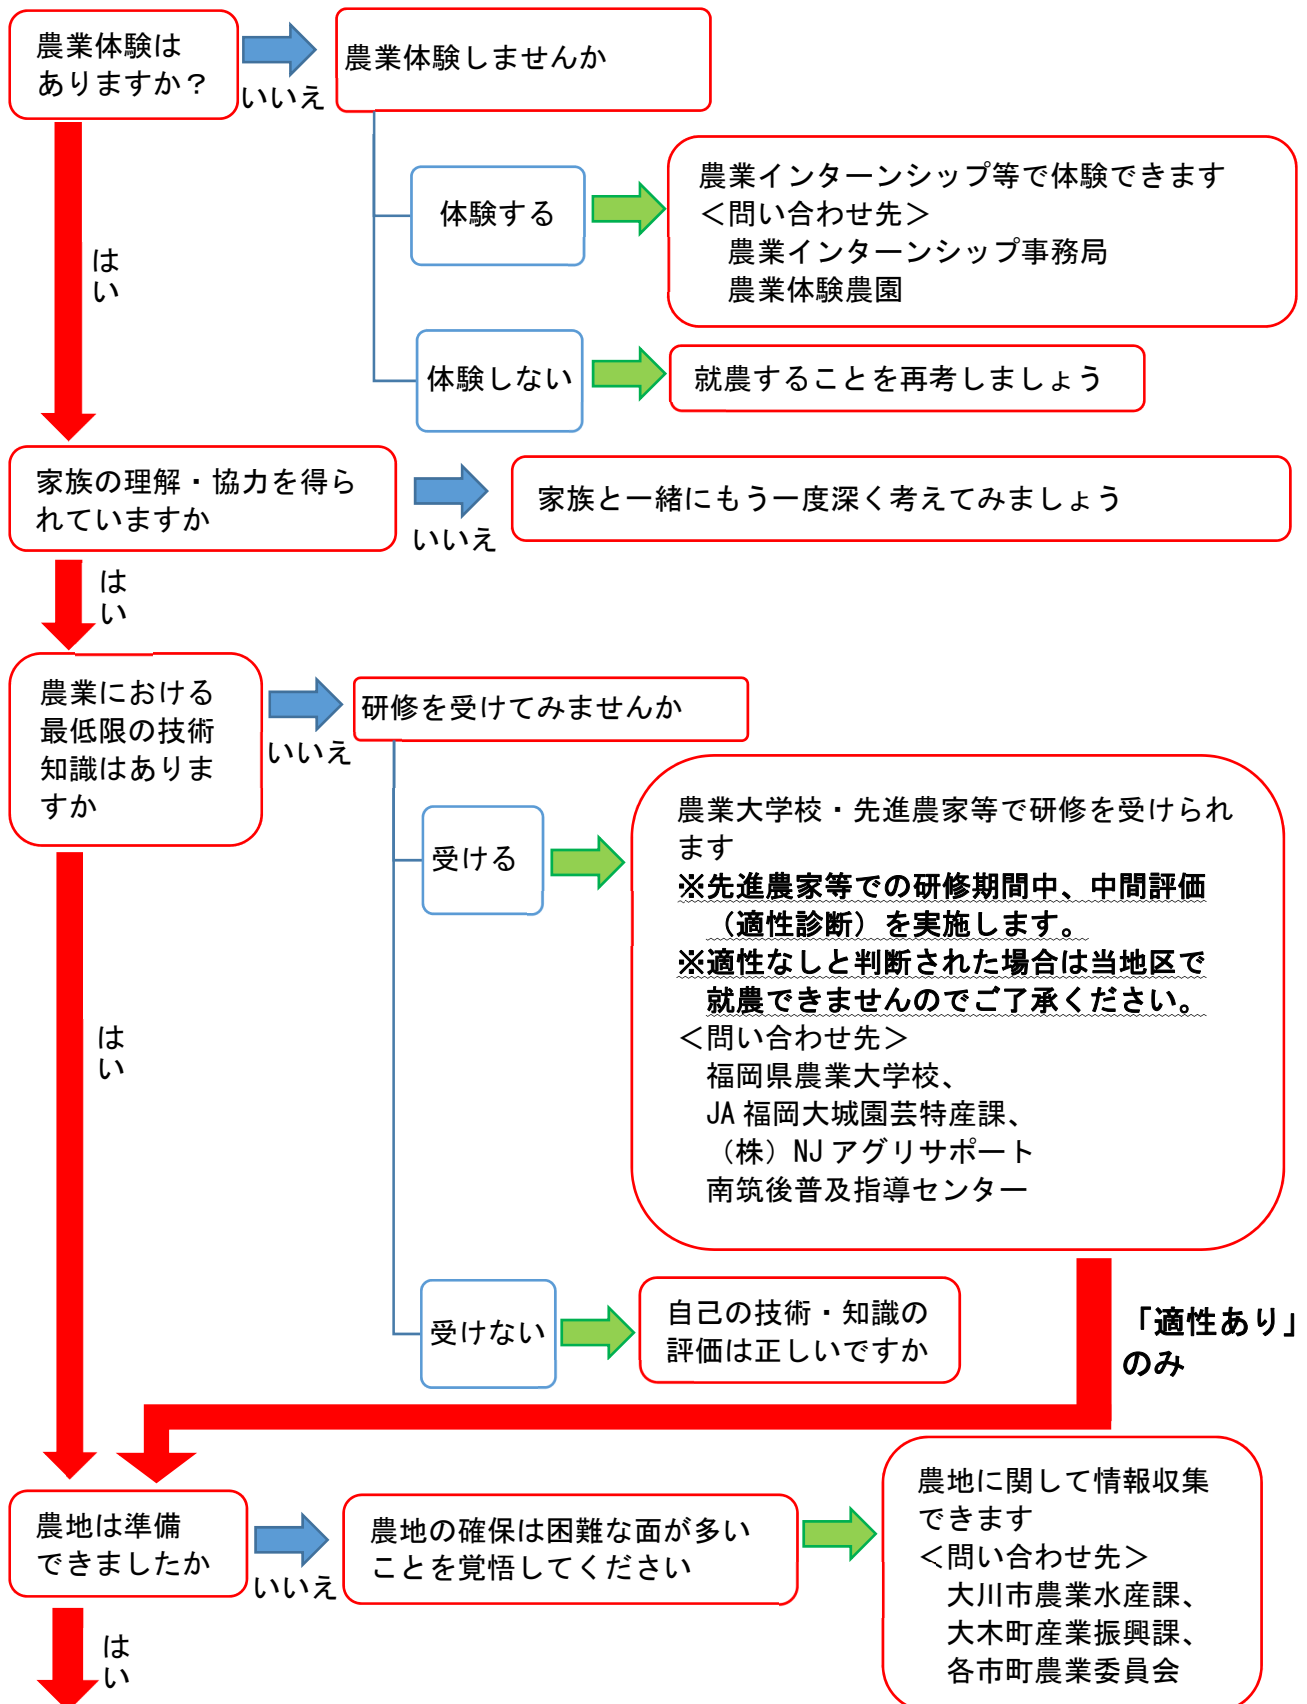 農業体験は
ありますか？
いいえ
農業体験しませんか
体験する
農業インターンシップ等で体験できます
＜問い合わせ先＞
農業インターンシップ事務局
農業体験農園
はい
体験しない
就農することを再考しましょう
家族の理解・協力を得ら
れていますか
いいえ
家族と一緒にもう一度深く考えてみましょう
はい
農業における
最低限の技術
知識はありま
すか
いいえ
研修を受けてみませんか
受ける
農業大学校・先進農家等で研修を受けられ
ます
※先進農家等での研修期間中、中間評価
（適性診断）を実施します。
※適性なしと判断された場合は当地区で
就農できませんのでご了承ください。
＜問い合わせ先＞
福岡県農業大学校、
JA福岡大城園芸特産課、
（株）NJアグリサポート
南筑後普及指導センター
はい
受けない
自己の技術・知識の
評価は正しいですか
「適性あり」
のみ
農地は準備
できましたか
いいえ
農地の確保は困難な面が多い
ことを覚悟してください
農地に関して情報収集
できます
＜問い合わせ先＞
大川市農業水産課、
大木町産業振興課、
各市町農業委員会
はい